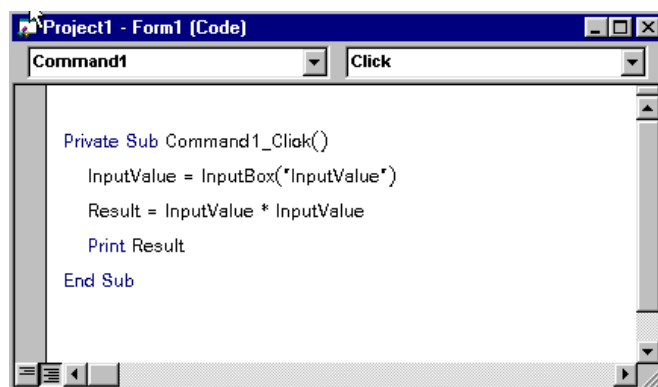 Project1 - Form1 (Code)
Command1 Click
Private Sub Command1_Click()
InputValue = InputBox("InputValue")
Result = InputValue * InputValue
Print Result
End Sub